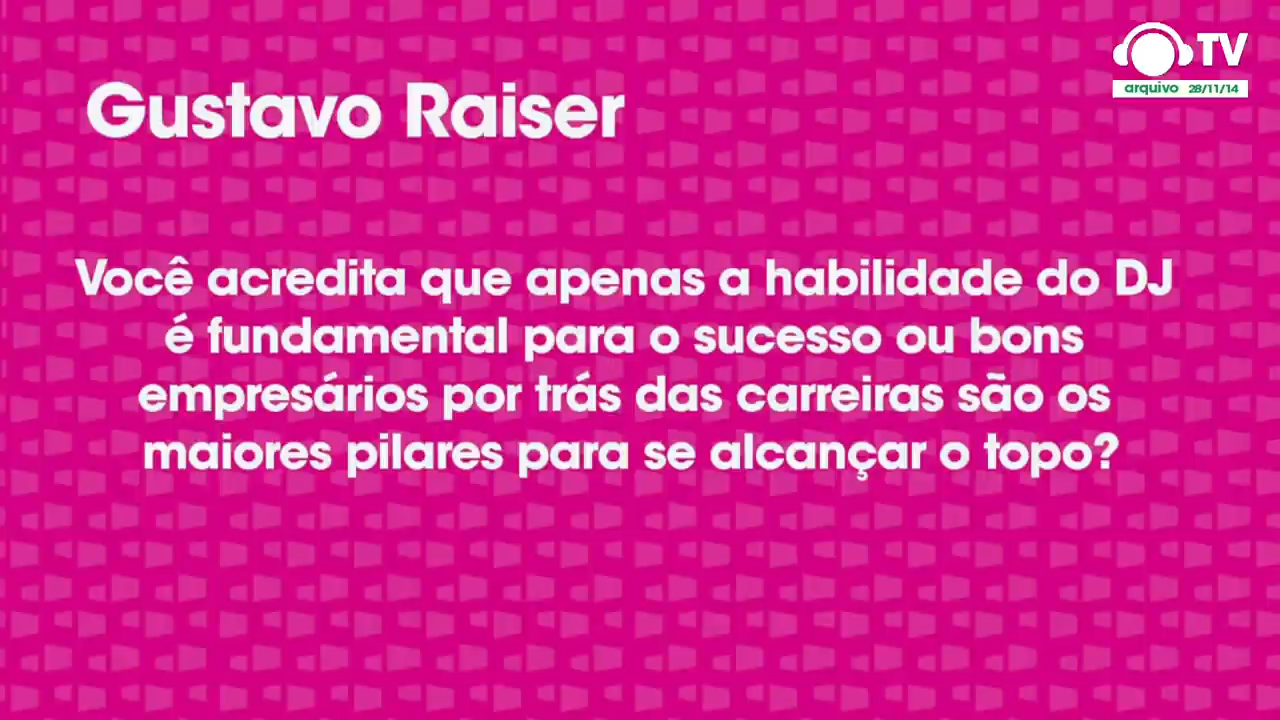 TV
arquivo 28/11/14
Gustavo Raiser
Você acredita que apenas a habilidade do DJ
é fundamental para o sucesso ou bons
empresários por trás das carreiras são os
maiores pilares para se alcançar o topo?